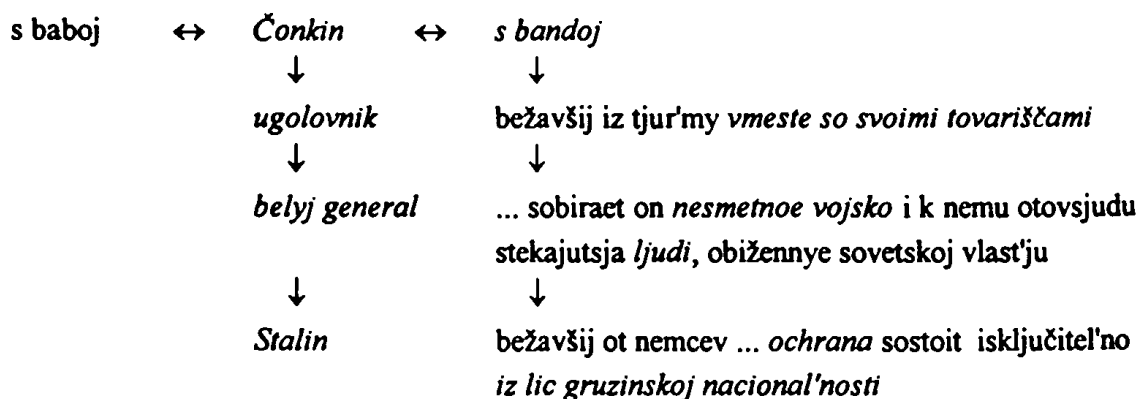 s baboj ↔ Čonkin ↔ s bandoj
↓ ↓
ugolovnik bežavšij iz tjur'my vmeste so svoimi tovariščami
↓ ↓
belyj general ... sobiraet on nesmetnoe vojsko i k nemu otovsjudu
stekajutsja ljudi, obižennye sovetskoj vlast'ju
↓ ↓
Stalin bežavšij ot nemcev ... ochrana sostoit isključitel'no
iz lic gruzinskoj nacional'nosti